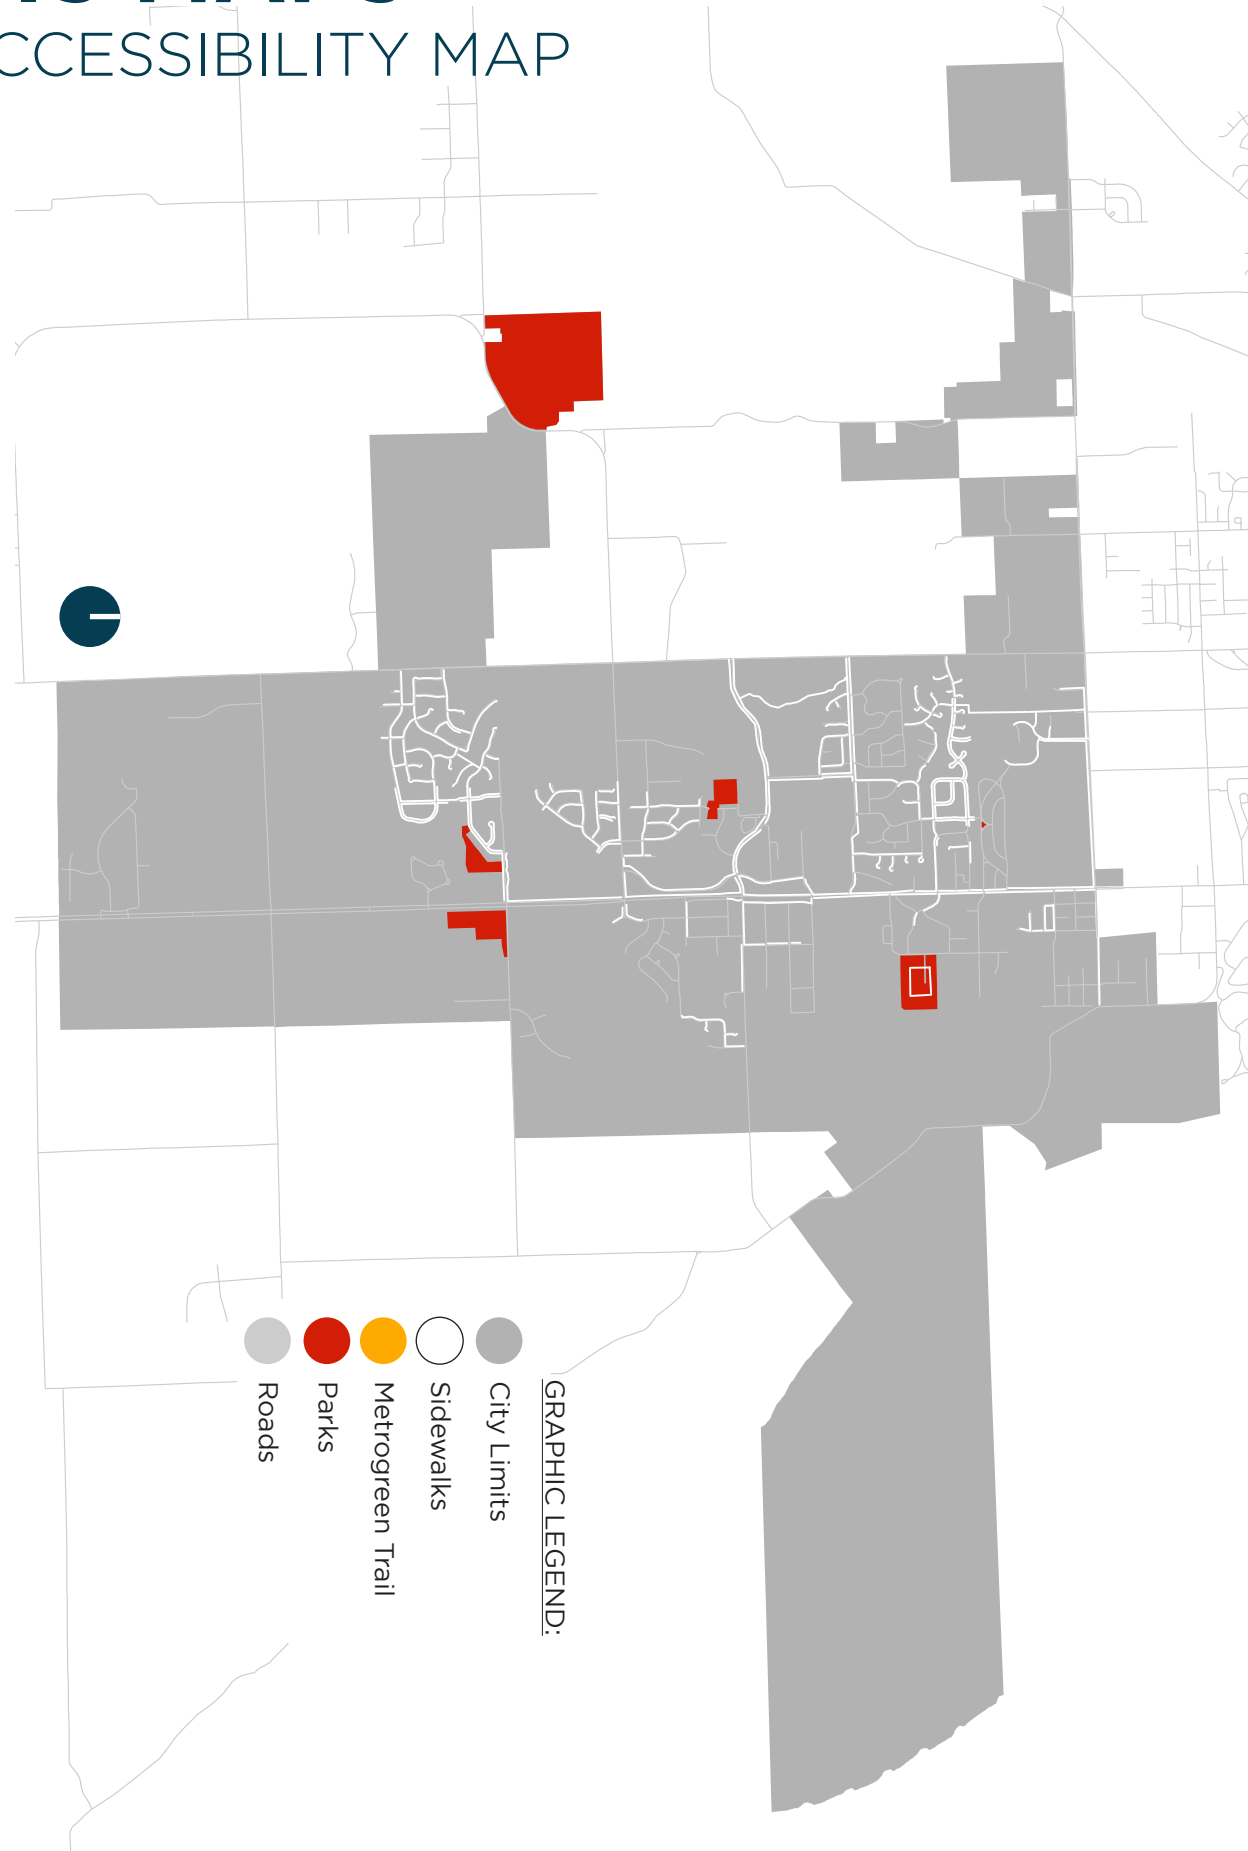 CCESSIBILITY MAP
GRAPHIC LEGEND:
City Limits
Sidewalks
Metrogreen Trail
Parks
Roads